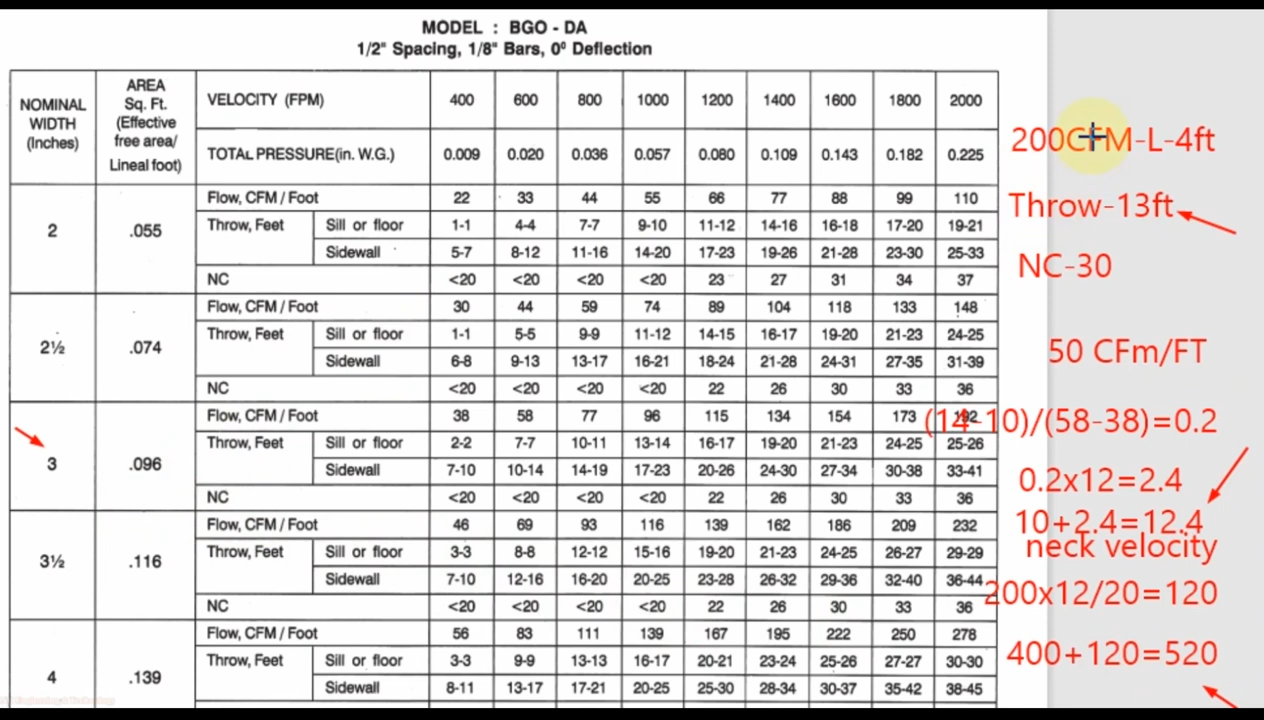 MODEL : BGO - DA
1/2" Spacing, 1/8" Bars, 0° Deflection
NOMINAL WIDTH (Inches) AREA Sq. Ft. (Effective free area/ Lineal foot) VELOCITY (FPM) 400 600 800 1000 1200 1400 1600 1800 2000
TOTAL PRESSURE(in. W.G.) 0.009 0.020 0.036 0.057 0.080 0.109 0.143 0.182 0.225
2 .055 Flow, CFM / Foot 22 33 44 55 66 77 88 99 110
Throw, Feet Sill or floor 1-1 4-4 7-7 9-10 11-12 14-16 16-18 17-20 19-21
Sidewall 5-7 8-12 11-16 14-20 17-23 19-26 21-28 23-30 25-33
NC <20 <20 <20 <20 23 27 31 34 37
2½ .074 Flow, CFM / Foot 30 44 59 74 89 104 118 133 148
Throw, Feet Sill or floor 1-1 5-5 9-9 11-12 14-15 16-17 19-20 21-23 24-25
Sidewall 6-8 9-13 13-17 16-21 18-24 21-28 24-31 27-35 31-39
NC <20 <20 <20 <20 22 26 30 33 36
3 .096 Flow, CFM / Foot 38 58 77 96 115 134 154 173 192
Throw, Feet Sill or floor 2-2 7-7 10-11 13-14 16-17 19-20 21-23 24-25 25-26
Sidewall 7-10 10-14 14-19 17-23 20-26 24-30 27-34 30-38 33-41
NC <20 <20 <20 <20 22 26 30 33 36
3½ .116 Flow, CFM / Foot 46 69 93 116 139 162 186 209 232
Throw, Feet Sill or floor 3-3 8-8 12-12 15-16 19-20 21-23 24-25 26-27 29-29
Sidewall 7-10 12-16 16-20 20-25 23-28 26-32 29-36 32-40 36-44
NC <20 <20 <20 <20 22 26 30 33 36
4 .139 Flow, CFM / Foot 56 83 111 139 167 195 222 250 278
Throw, Feet Sill or floor 3-3 9-9 13-13 16-17 20-21 23-24 25-26 27-27 30-30
Sidewall 8-11 13-17 17-21 20-25 25-30 28-34 30-37 35-42 38-45
200CFM-L-4ft
Throw-13ft
NC-30
50 CFm/FT
(14-10)/(58-38)=0.2
0.2x12=2.4
10+2.4=12.4
neck velocity
200x12/20=120
400+120=520